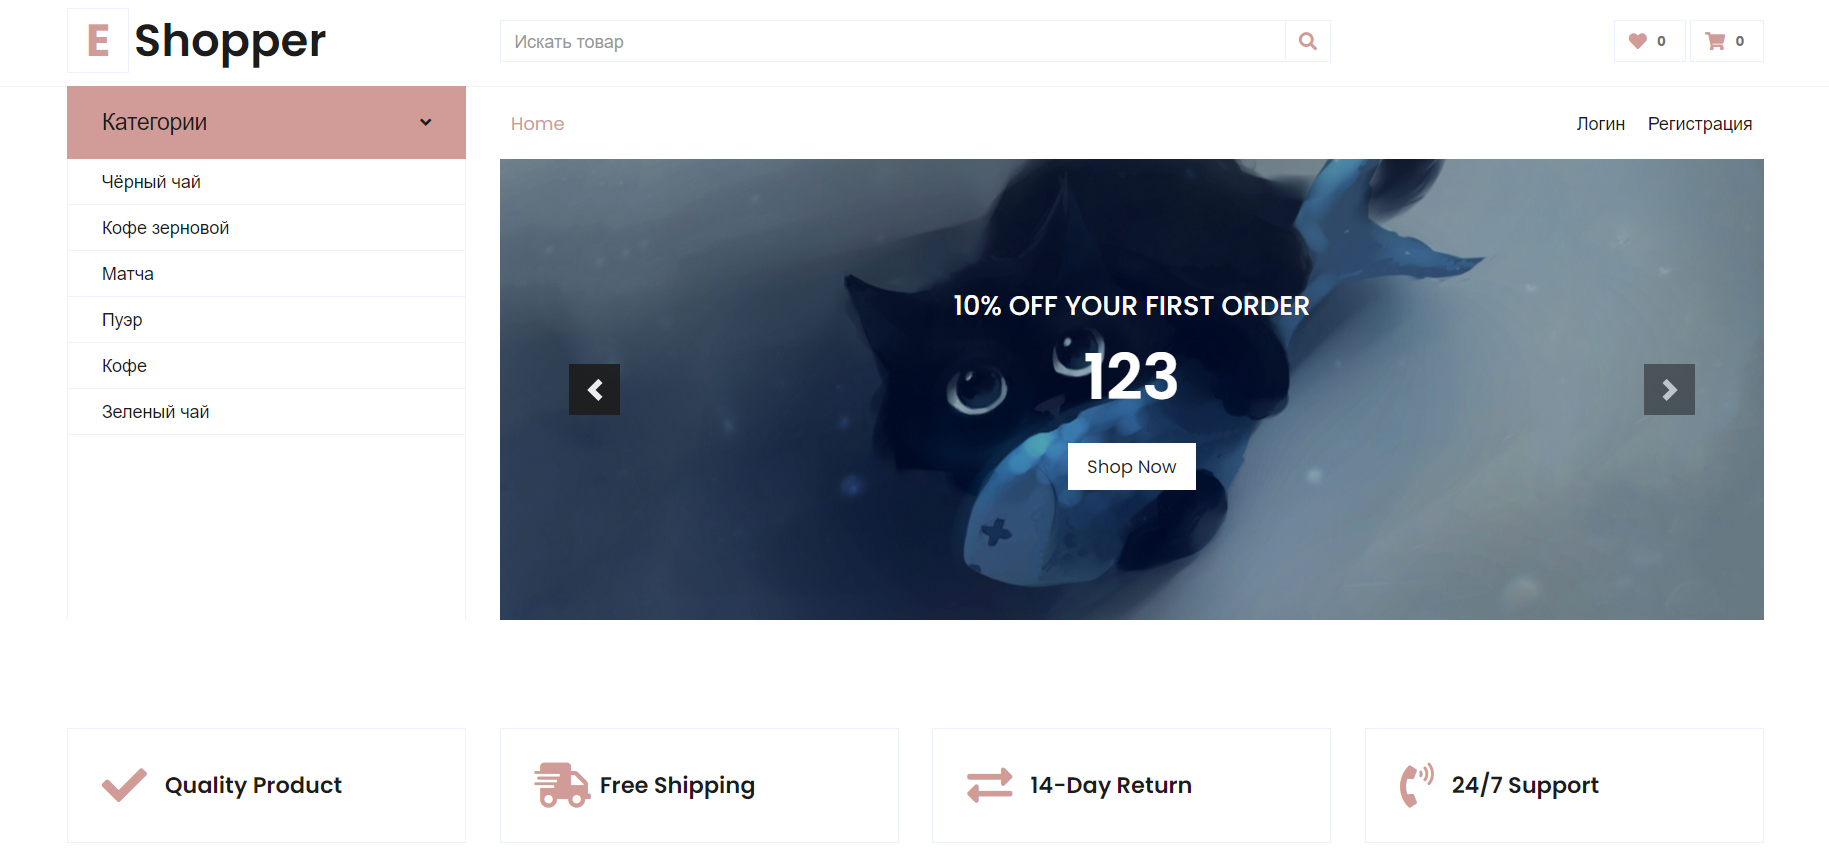 E Shopper
Искать товар
0
0
Категории
Home
Логин
Регистрация
Чёрный чай
Кофе зерновой
Матча
Пуэр
Кофе
Зеленый чай
10% OFF YOUR FIRST ORDER
123
Shop Now
Quality Product
Free Shipping
14-Day Return
24/7 Support